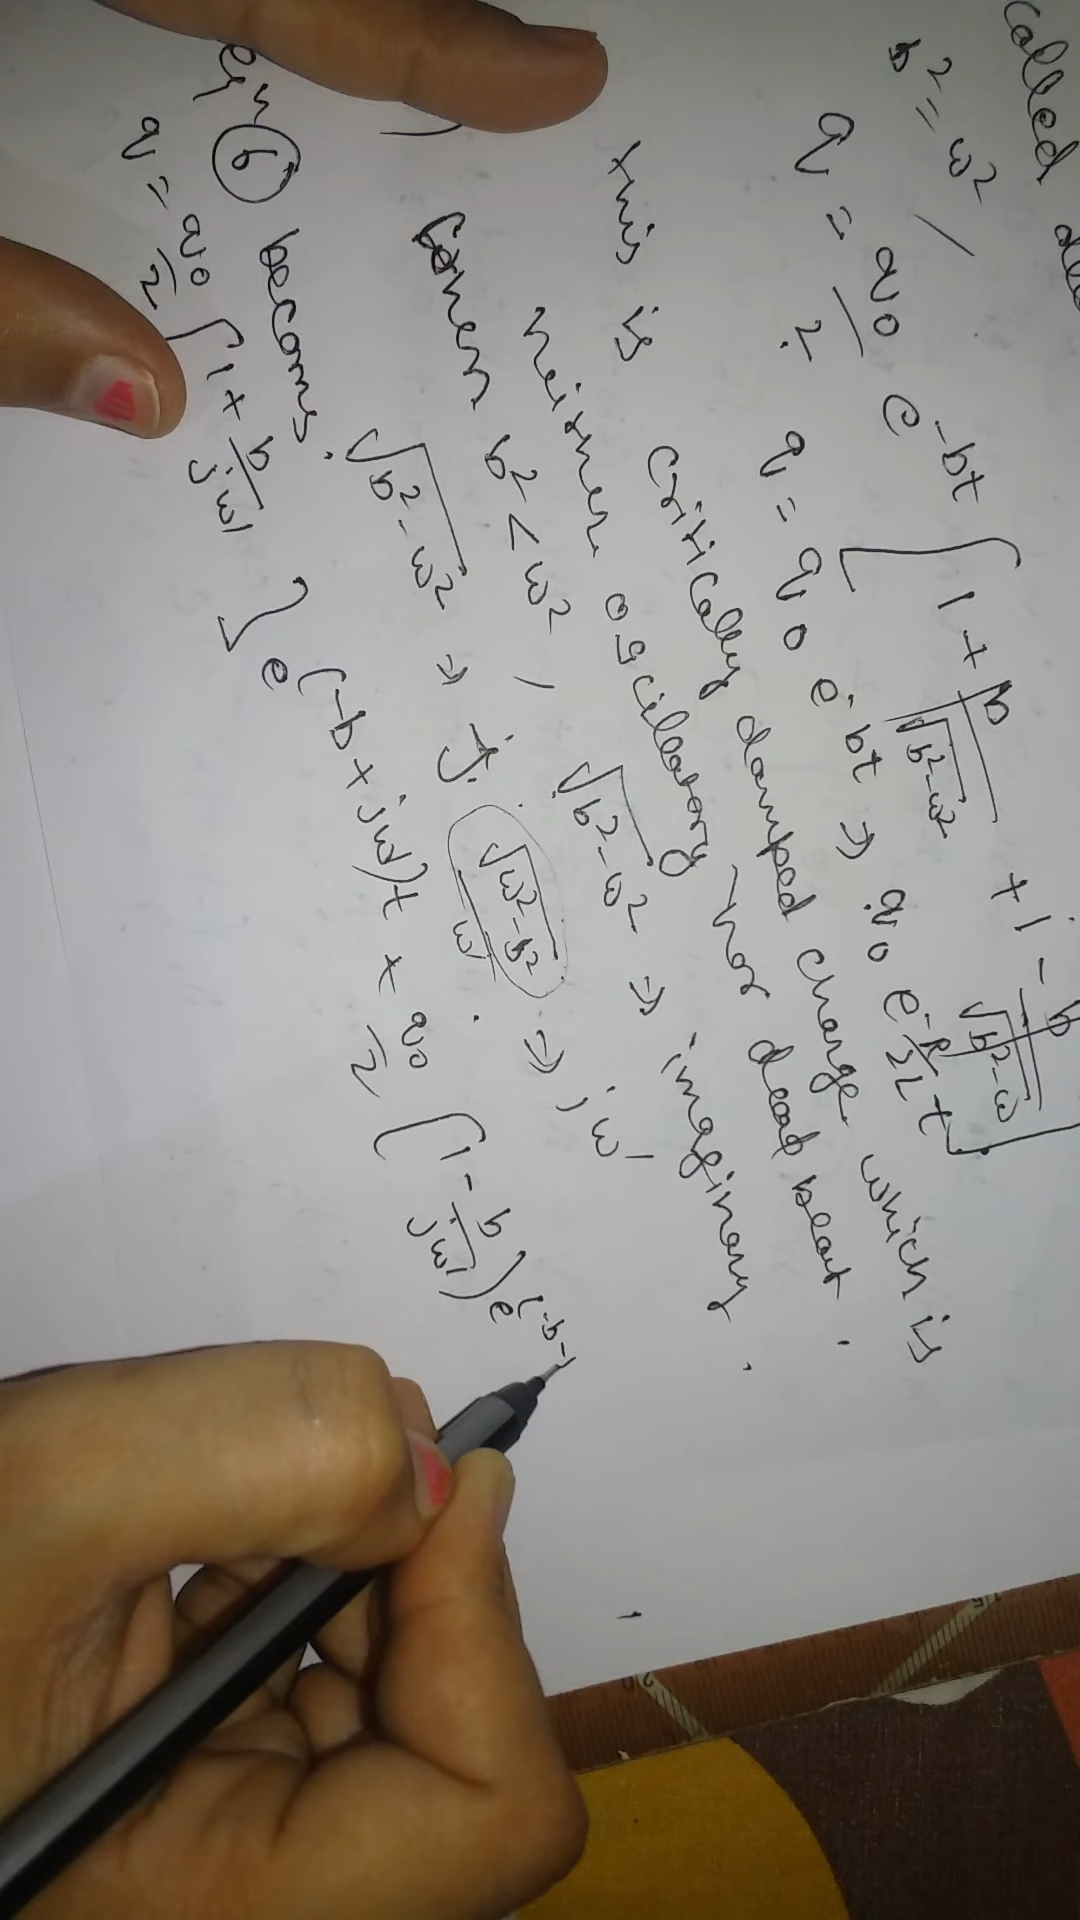 called
b² = ω² /
q = q₀/2 e^-bt [1 + b/√b²-ω² + 1 - b/√b²-ω]
q = q₀ e^-bt ⇒ q₀ e^-R/2L t
this is critically damped charge which is
neither oscillatory nor dead beat.
) When b² < ω² , √b²-ω² ⇒ imaginary.
√b²-ω² ⇒ j √ω²-b² ⇒ jω'
ω'
eqn 6 becoms.
q = q₀/2 [1 + b/jω'] e^(-b+jω')t + q₀/2 (1 - b/jω') e^(-b-